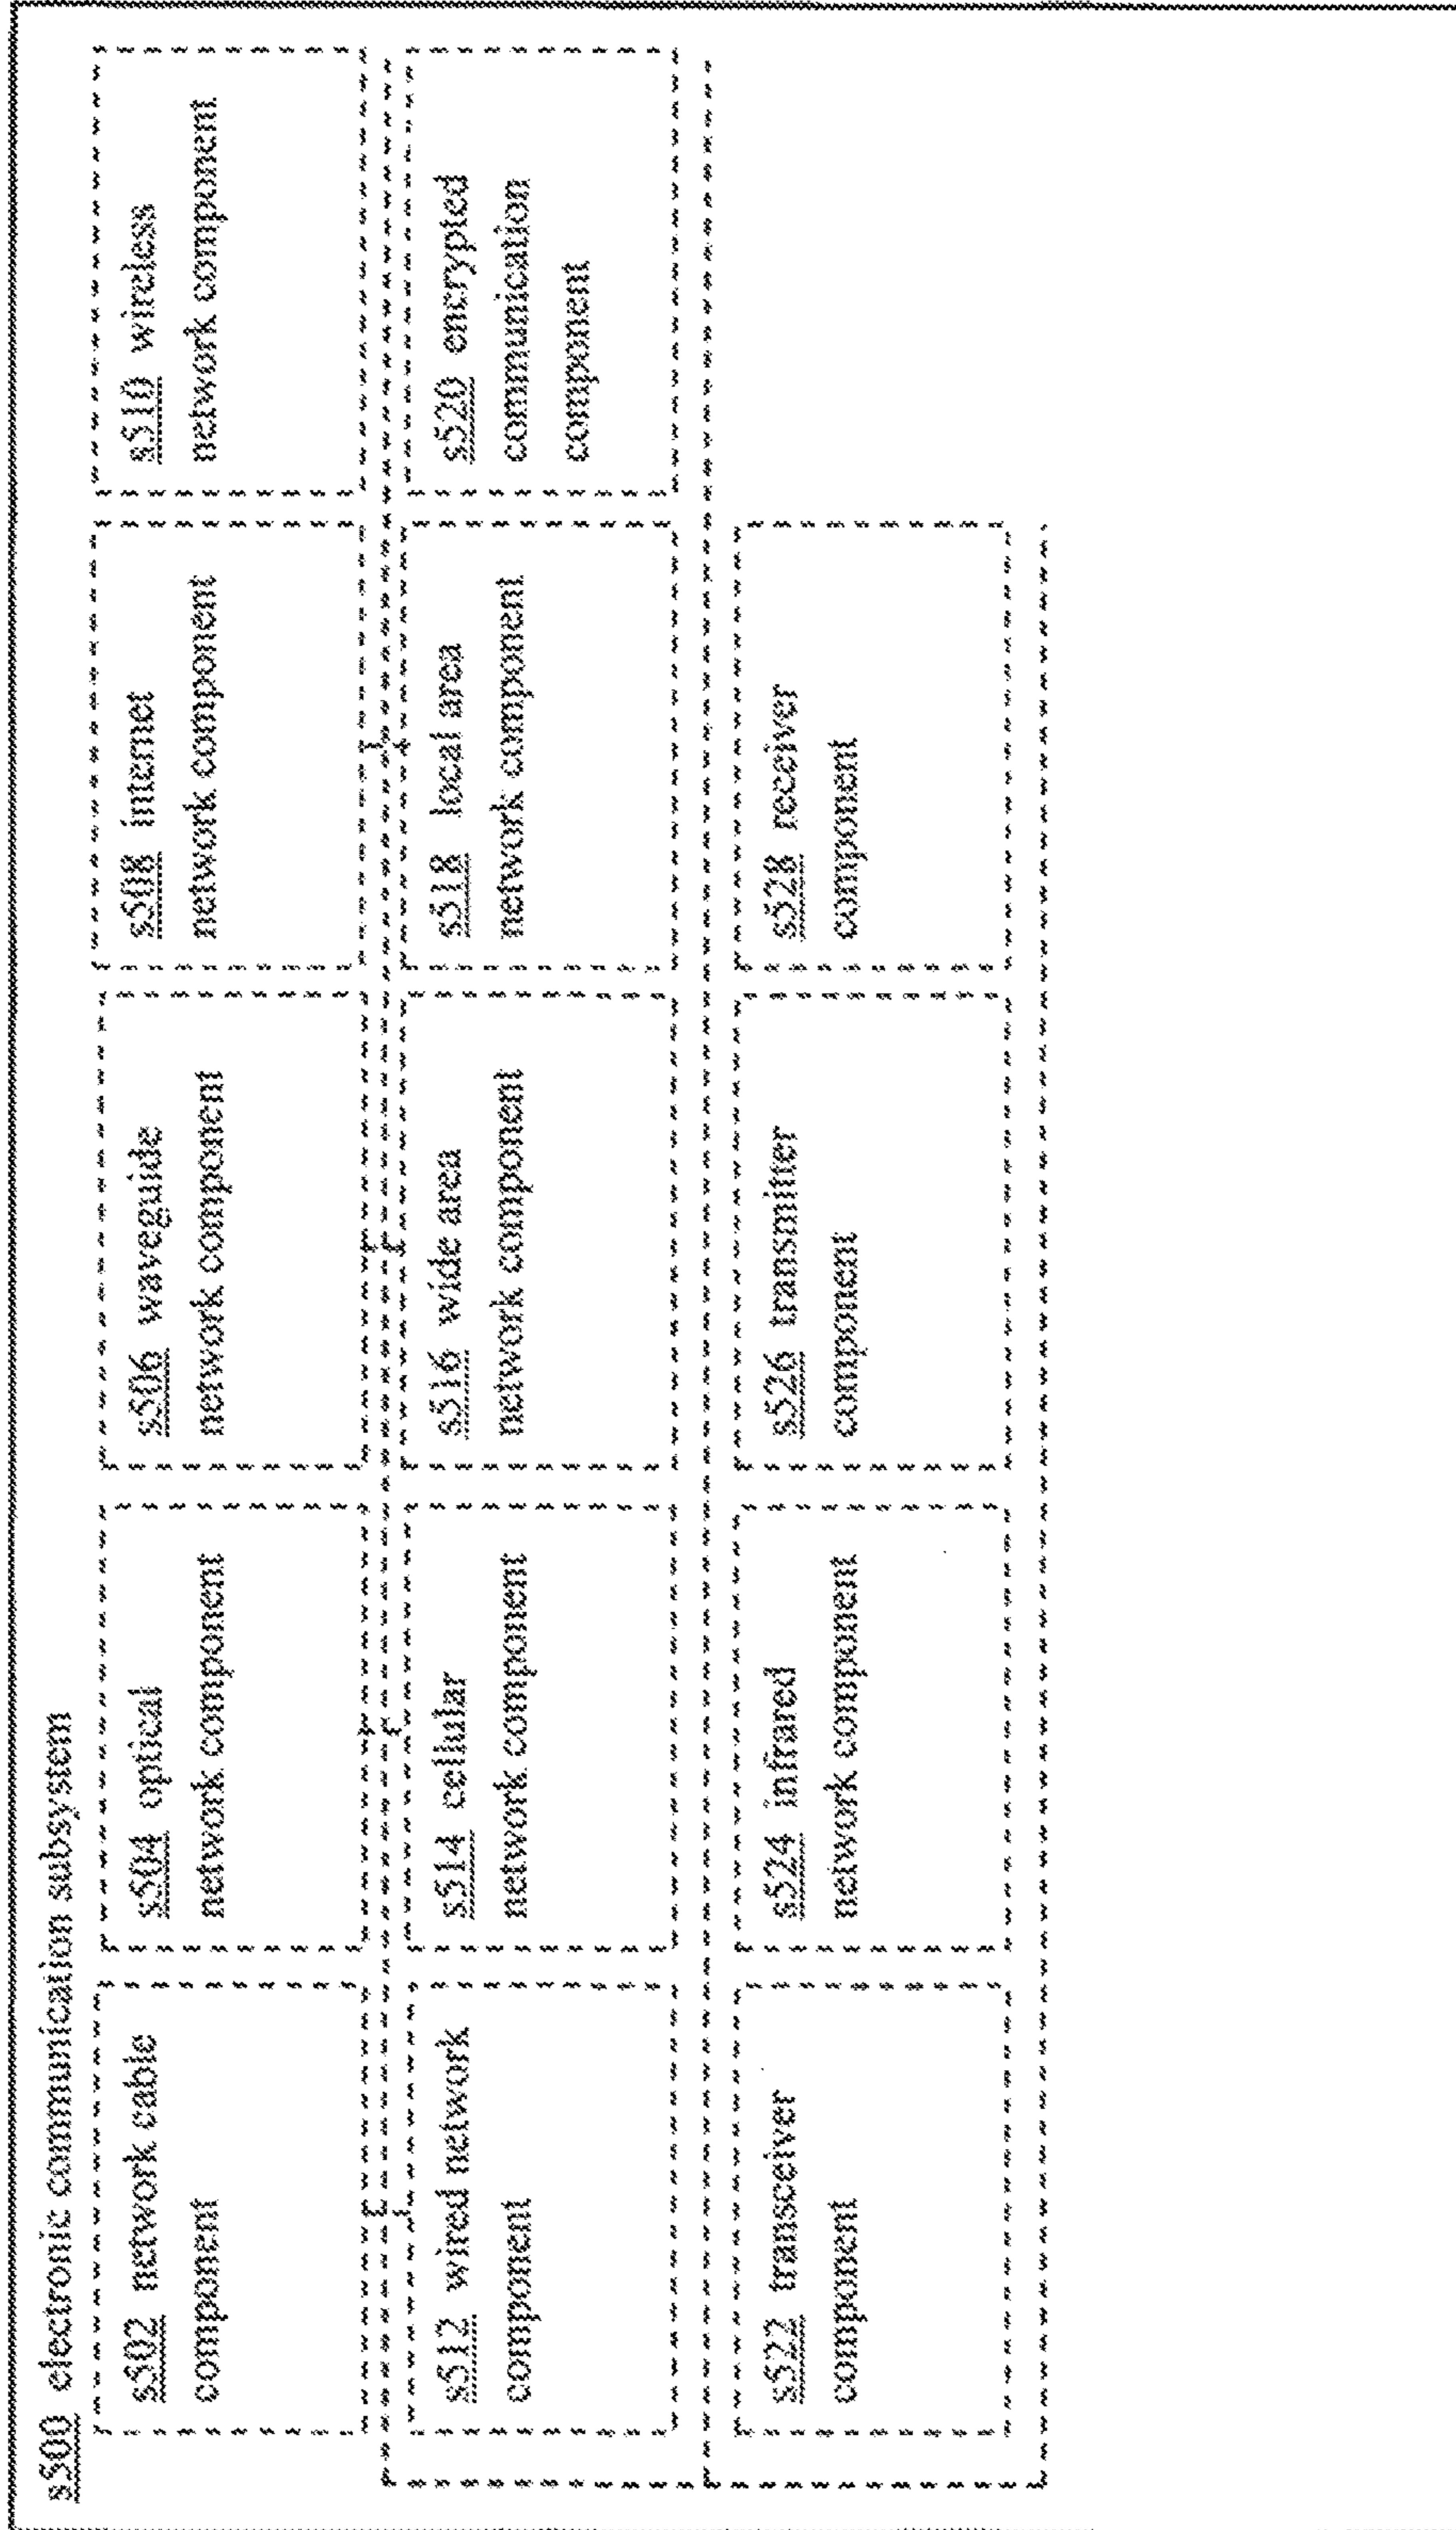 s500 electronic communication subsystem
s502 network cable
component
s504 optical
network component
s506 waveguide
network component
s508 internet
network component
s510 wireless
network component
s512 wired network
component
s514 cellular
network component
s516 wide area
network component
s518 local area
network component
s520 encrypted
communication
component
s522 transceiver
component
s524 infrared
network component
s526 transmitter
component
s528 receiver
component